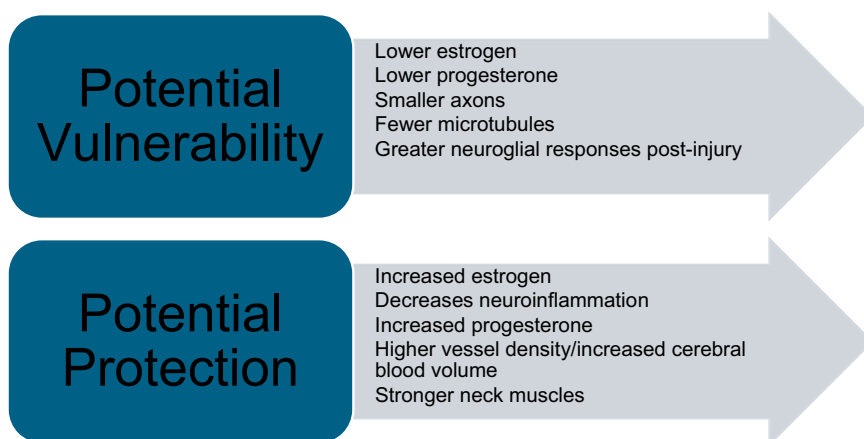 Potential
Vulnerability
Lower estrogen
Lower progesterone
Smaller axons
Fewer microtubules
Greater neuroglial responses post-injury
Potential
Protection
Increased estrogen
Decreases neuroinflammation
Increased progesterone
Higher vessel density/increased cerebral
blood volume
Stronger neck muscles